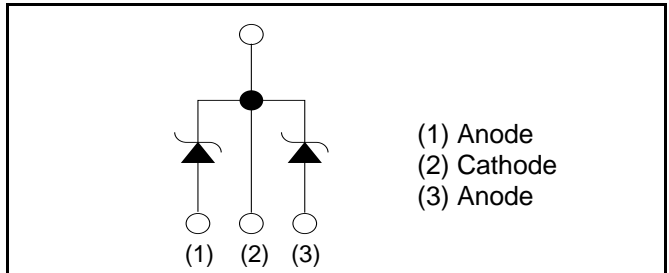 (1) Anode
(2) Cathode
(3) Anode
(1) (2) (3)